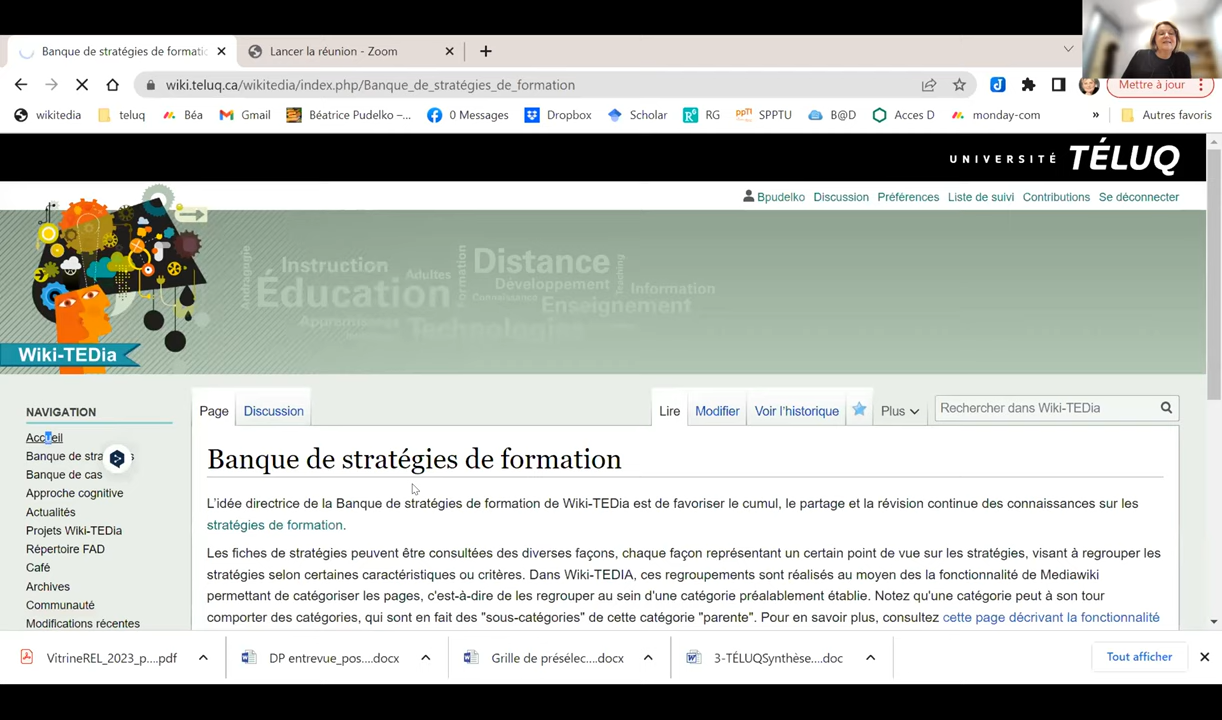 Banque de stratégies de formatic
Lancer la réunion - Zoom
wiki.teluq.ca/wikitedia/index.php/Banque_de_stratégies_de_formation
Mettre à jour
wikitedia
teluq
Béa
Gmail
Béatrice Pudelko –...
0 Messages
Dropbox
Scholar
RG
SPPTU
B@D
Acces D
monday-com
»
Autres favoris
UNIVERSITÉ TÉLUQ
Bpudelko
Discussion
Préférences
Liste de suivi
Contributions
Se déconnecter
Andragogie
Instruction
Adultes
Formation
Distance
Teaching
Développement
Information
Éducation
Connaissance
Enseignement
Apprentissage
Technologies
Wiki-TEDia
NAVIGATION
Accueil
Banque de stra s
Banque de cas
Approche cognitive
Actualités
Projets Wiki-TEDia
Répertoire FAD
Café
Archives
Communauté
Modifications récentes
Page
Discussion
Lire
Modifier
Voir l'historique
Plus
Rechercher dans Wiki-TEDia
Banque de stratégies de formation
L'idée directrice de la Banque de stratégies de formation de Wiki-TEDia est de favoriser le cumul, le partage et la révision continue des connaissances sur les
stratégies de formation.
Les fiches de stratégies peuvent être consultées des diverses façons, chaque façon représentant un certain point de vue sur les stratégies, visant à regrouper les
stratégies selon certaines caractéristiques ou critères. Dans Wiki-TEDIA, ces regroupements sont réalisés au moyen des la fonctionnalité de Mediawiki
permettant de catégoriser les pages, c'est-à-dire de les regrouper au sein d'une catégorie préalablement établie. Notez qu'une catégorie peut à son tour
comporter des catégories, qui sont en fait des "sous-catégories" de cette catégorie "parente". Pour en savoir plus, consultez cette page décrivant la fonctionnalité
VitrineREL_2023_p....pdf
DP entrevue_pos....docx
Grille de présélec....docx
3-TÉLUQSynthèse....doc
Tout afficher